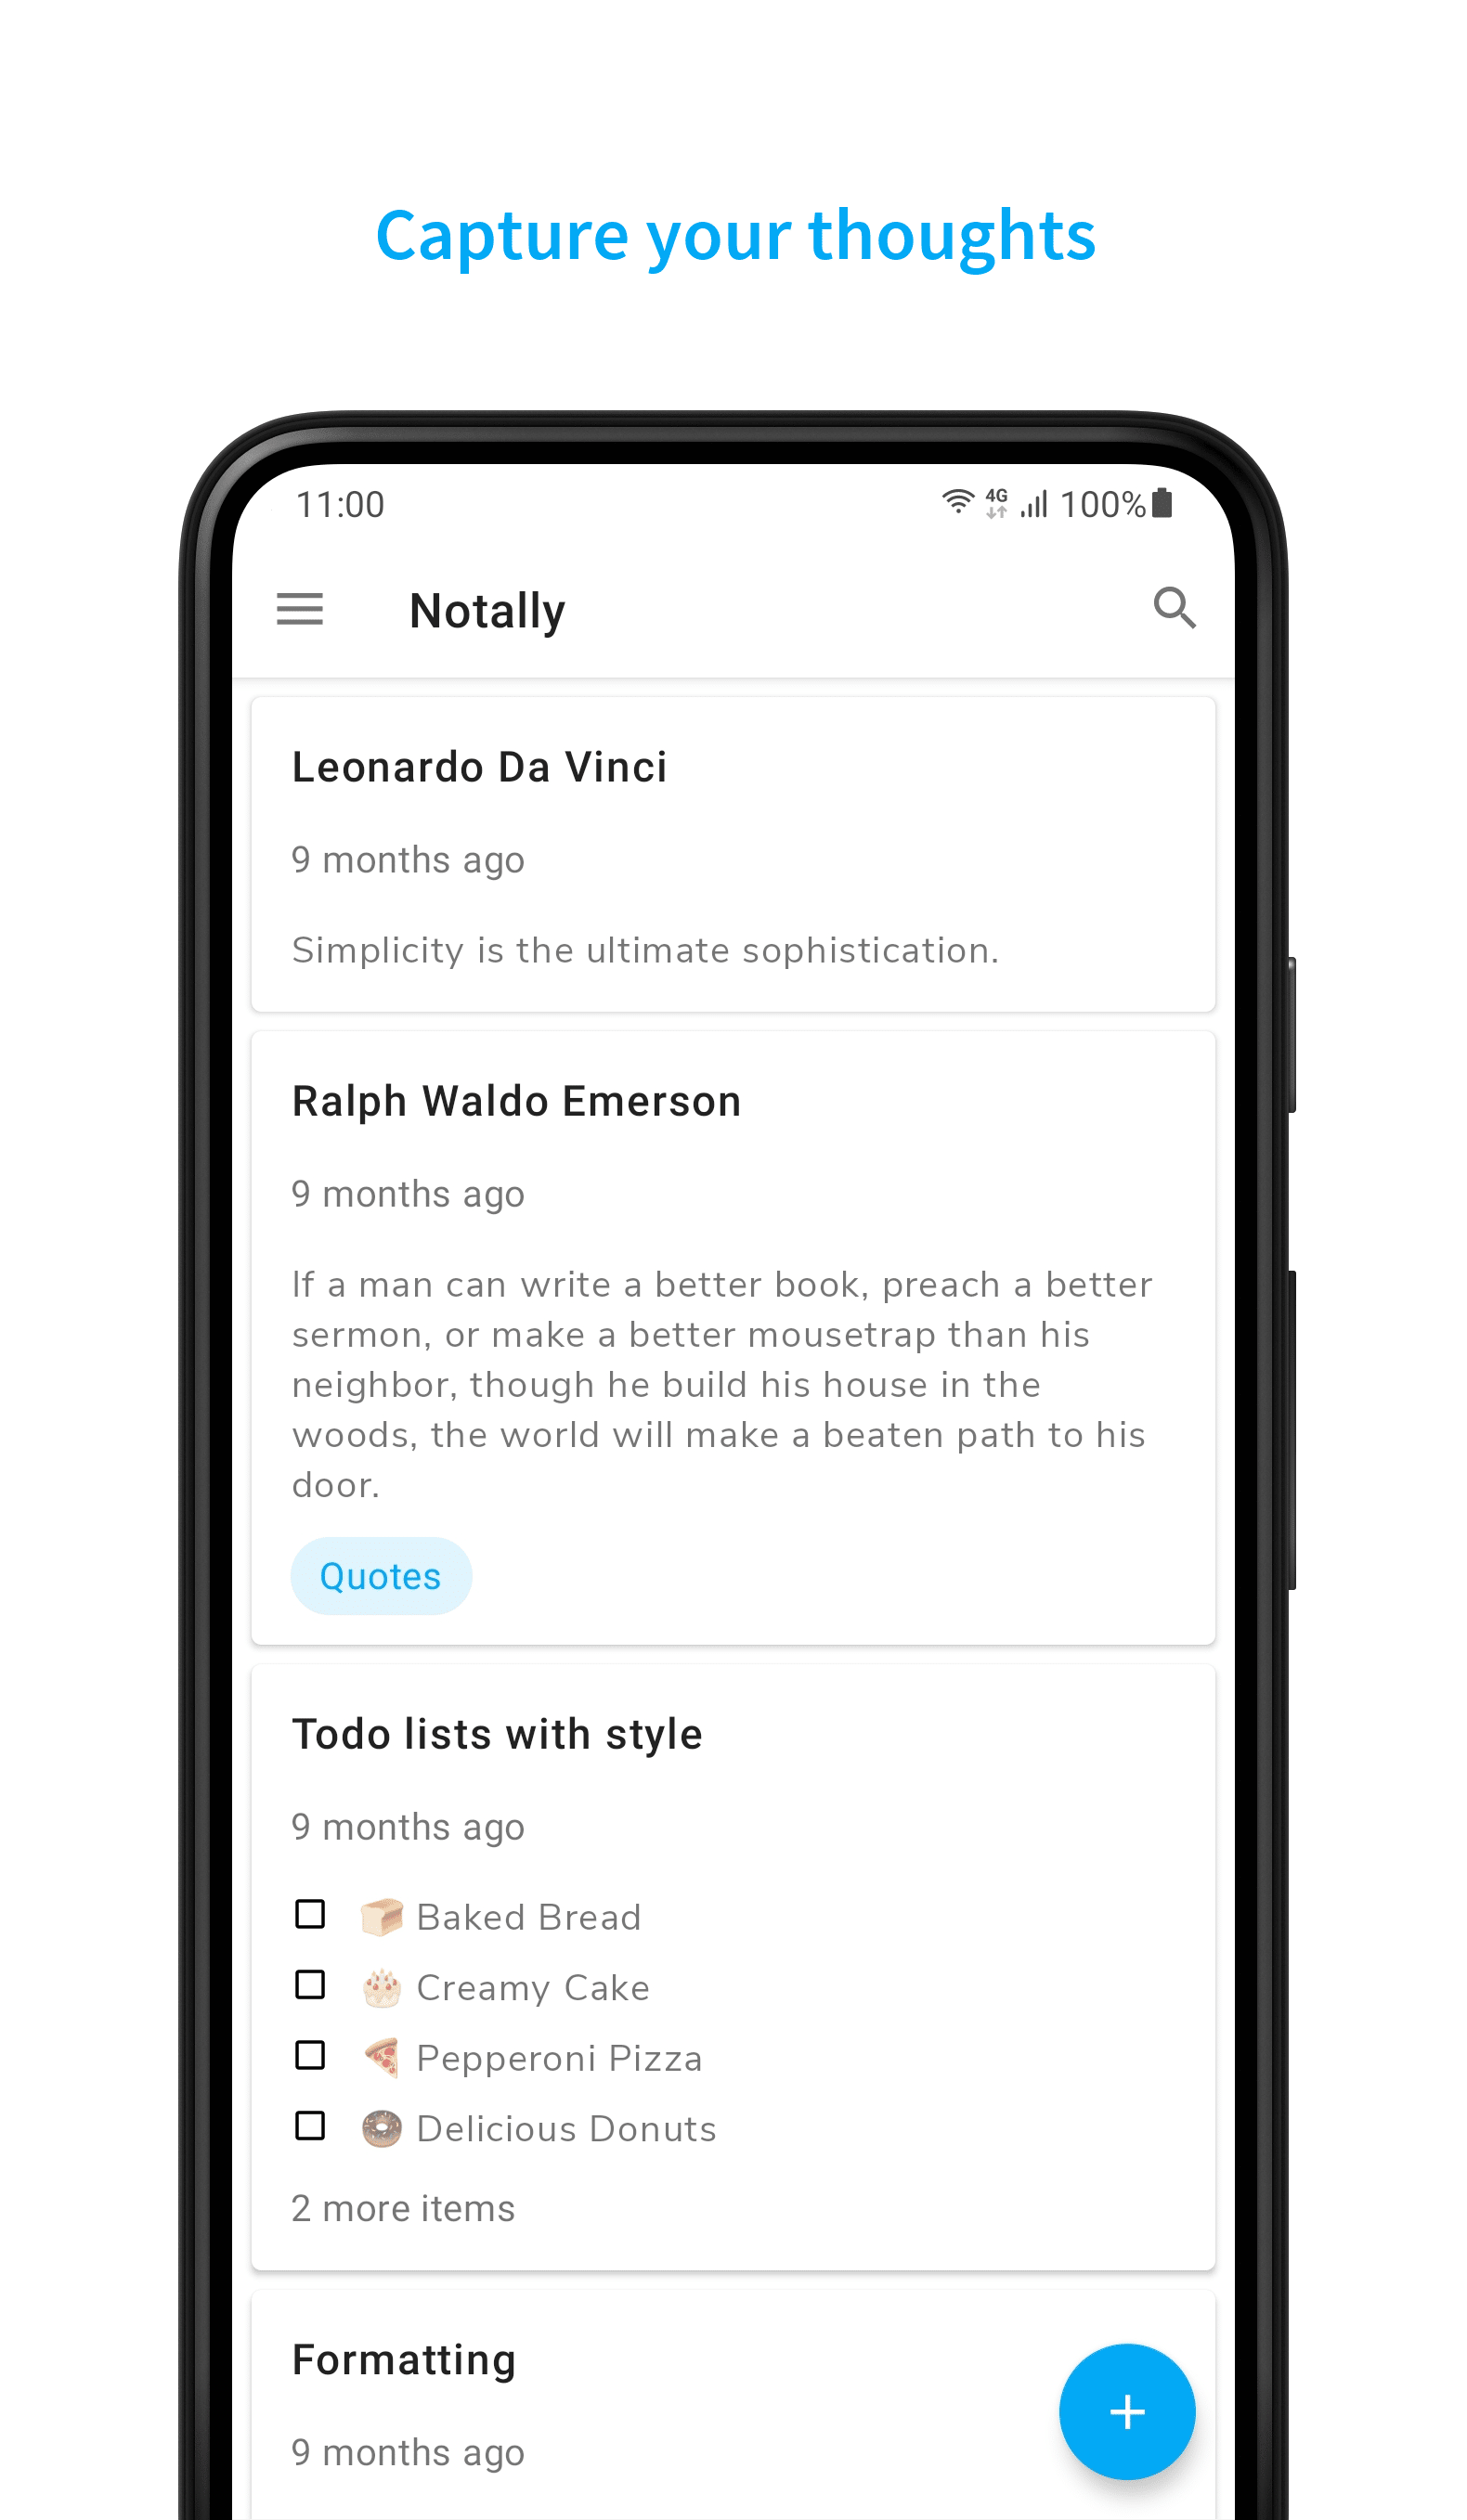 Capture your thoughts
11:00
4G 100%
Notally
Leonardo Da Vinci
9 months ago
Simplicity is the ultimate sophistication.
Ralph Waldo Emerson
9 months ago
If a man can write a better book, preach a better
sermon, or make a better mousetrap than his
neighbor, though he build his house in the
woods, the world will make a beaten path to his
door.
Quotes
Todo lists with style
9 months ago
🍞 Baked Bread
🎂 Creamy Cake
🍕 Pepperoni Pizza
🍩 Delicious Donuts
2 more items
Formatting
9 months ago